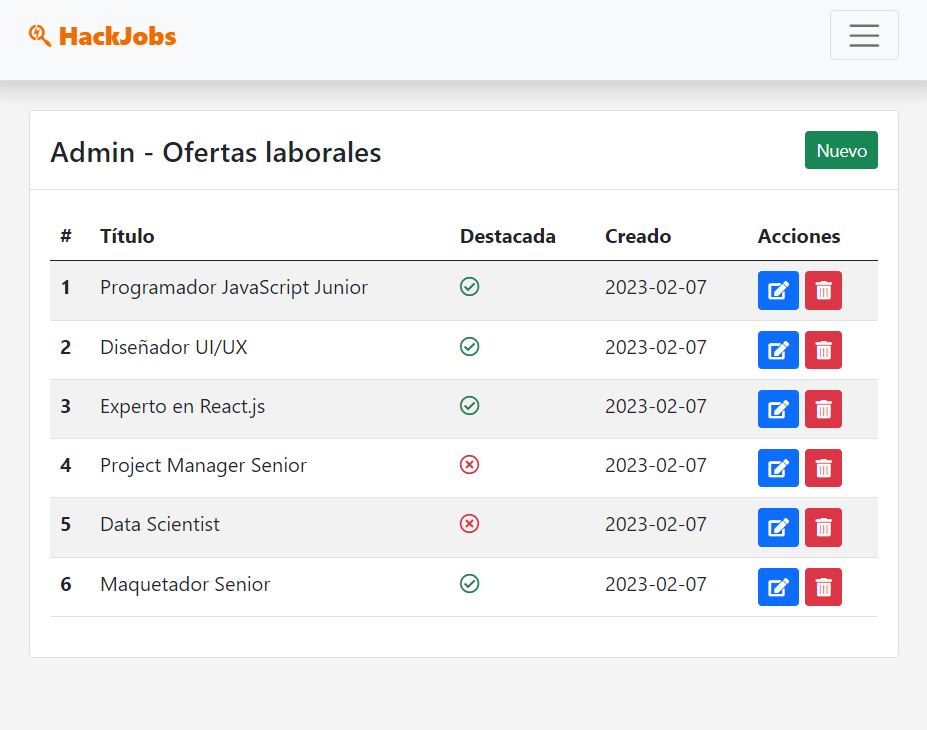 HackJobs
Admin - Ofertas laborales
Nuevo
# Título Destacada Creado Acciones
1 Programador JavaScript Junior 2023-02-07
2 Diseñador UI/UX 2023-02-07
3 Experto en React.js 2023-02-07
4 Project Manager Senior 2023-02-07
5 Data Scientist 2023-02-07
6 Maquetador Senior 2023-02-07